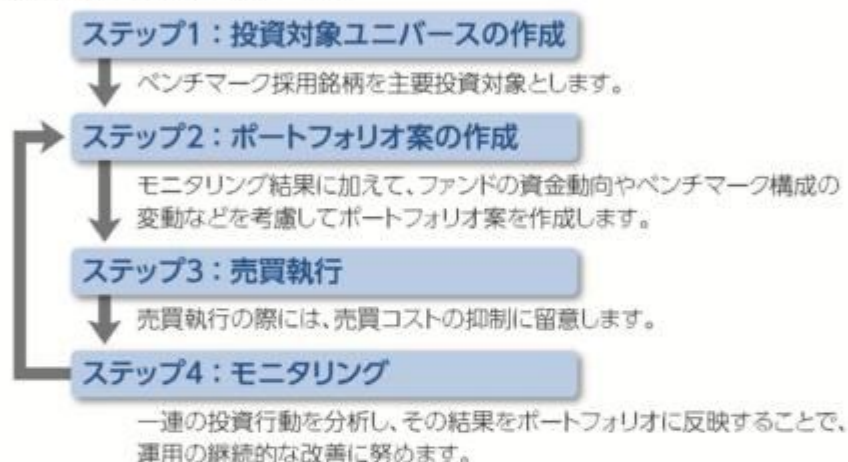 ステップ1：投資対象ユニバースの作成
ベンチマーク採用銘柄を主要投資対象とします。
ステップ2：ポートフォリオ案の作成
モニタリング結果に加えて、ファンドの資金動向やベンチマーク構成の
変動などを考慮してポートフォリオ案を作成します。
ステップ3：売買執行
売買執行の際には、売買コストの抑制に留意します。
ステップ4：モニタリング
一連の投資行動を分析し、その結果をポートフォリオに反映することで、
運用の継続的な改善に努めます。